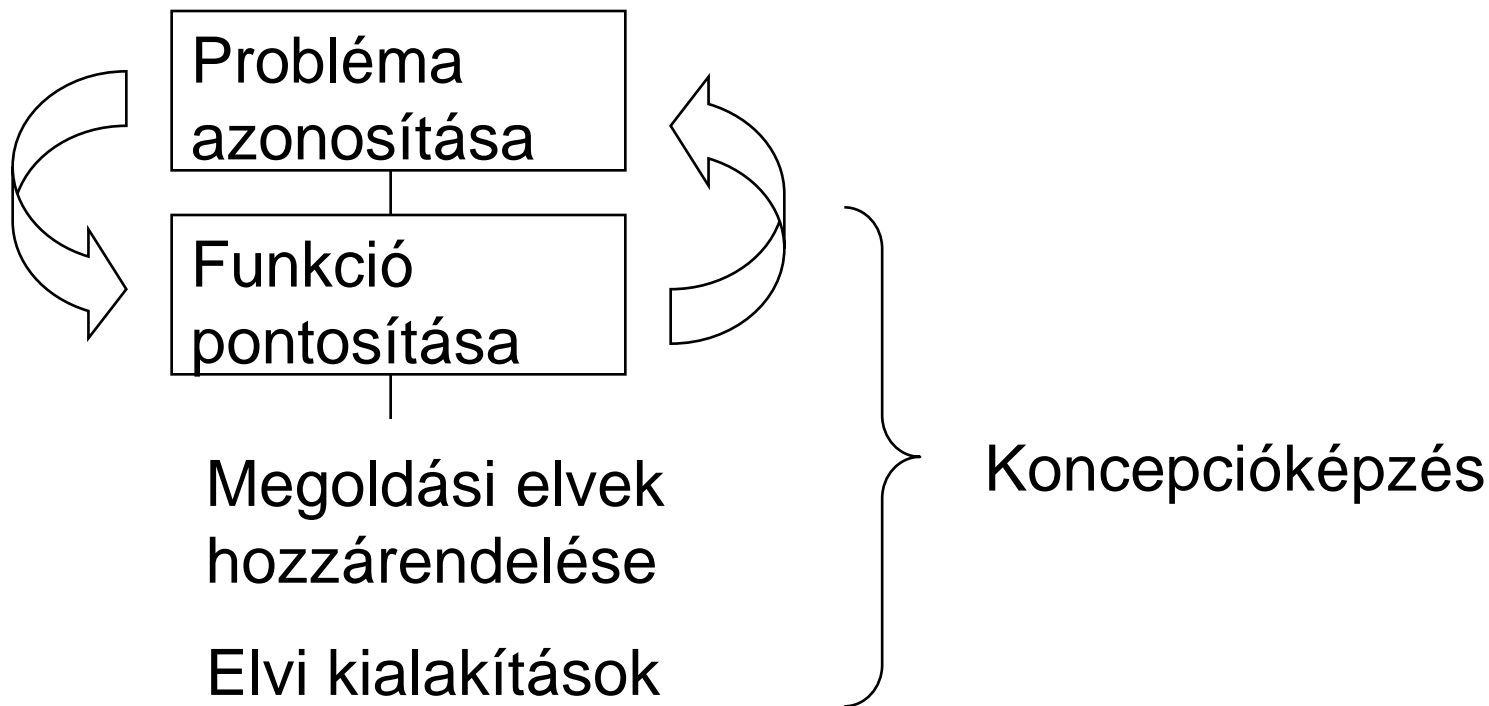 Probléma
azonosítása
Funkció
pontosítása
Megoldási elvek
hozzárendelése
Elvi kialakítások
Koncepcióképzés